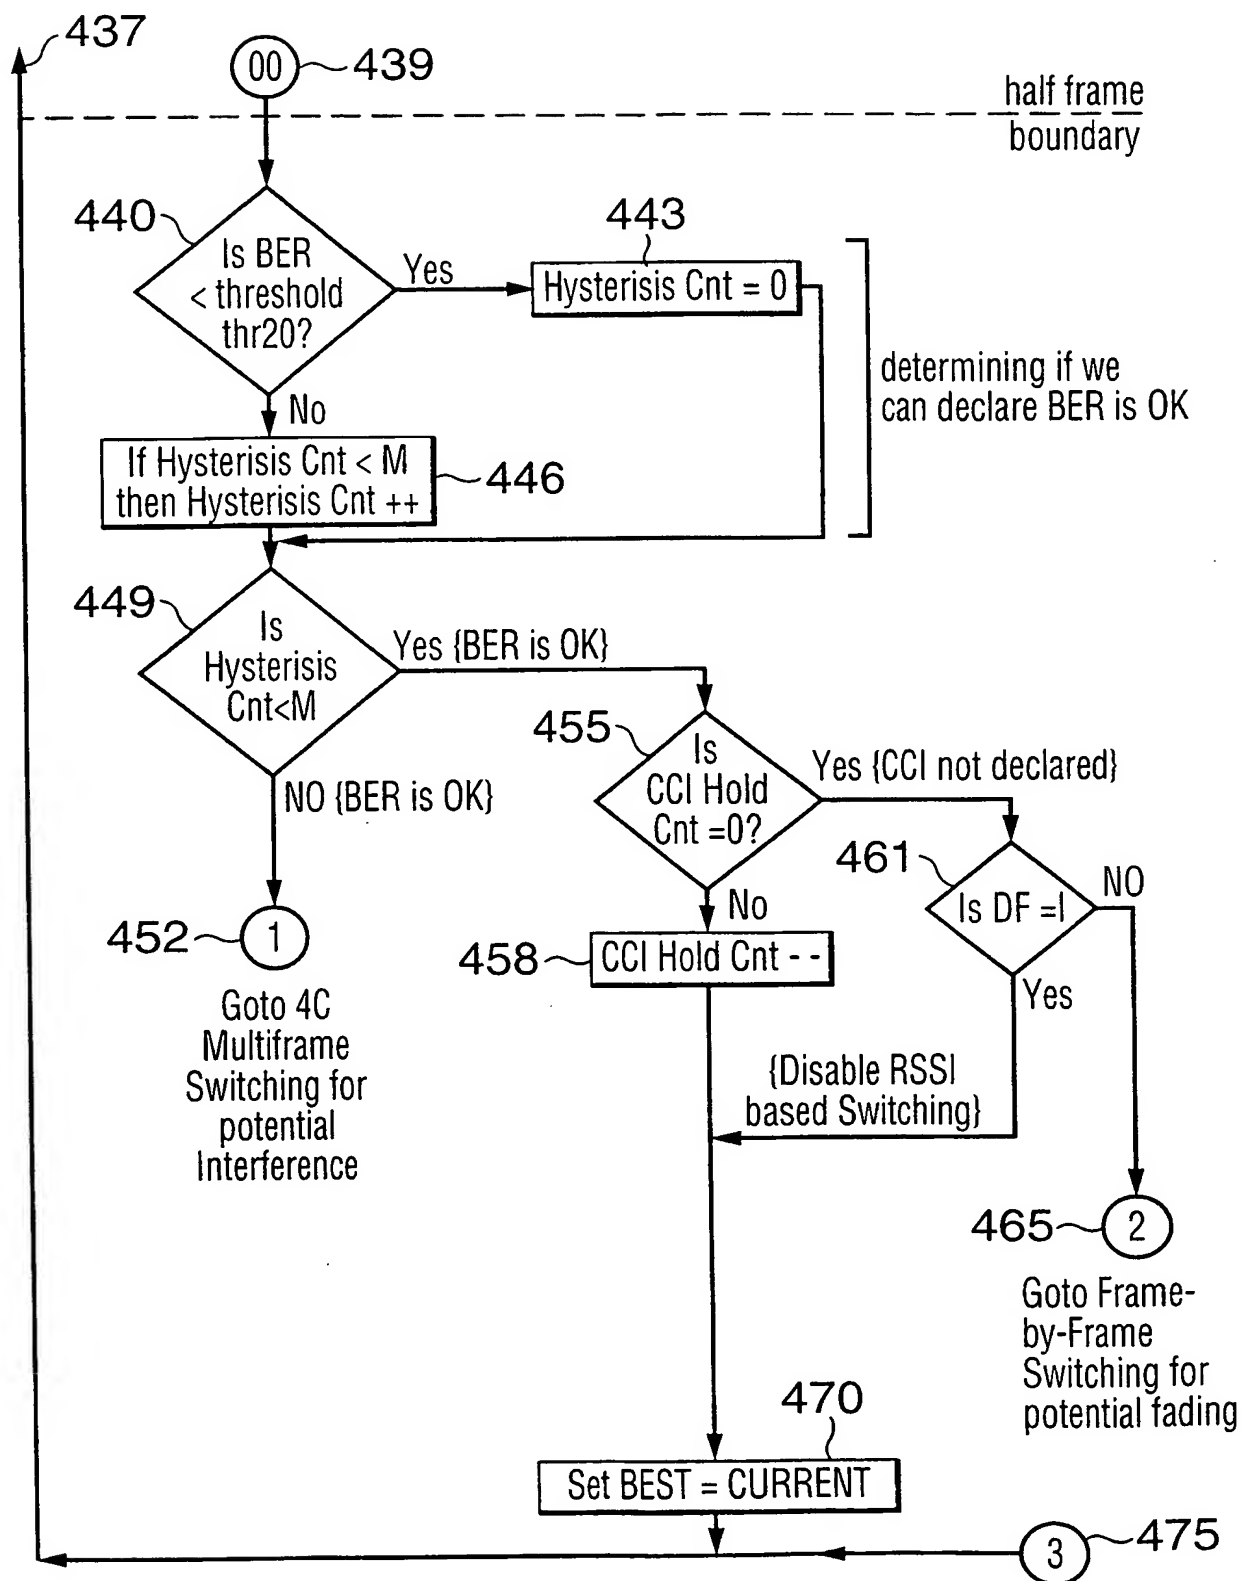 437
00
439
half frame
boundary
440
Is BER
< threshold
thr20?
Yes
443
Hysterisis Cnt = 0
determining if we
can declare BER is OK
No
If Hysterisis Cnt < M
then Hysterisis Cnt ++
446
449
Is
Hysterisis
Cnt<M
Yes {BER is OK}
NO {BER is OK}
452
1
Goto 4C
Multiframe
Switching for
potential
Interference
455
Is
CCI Hold
Cnt =0?
Yes {CCI not declared}
No
458
CCI Hold Cnt - -
461
Is DF =I
NO
Yes
{Disable RSSI
based Switching}
465
2
Goto Frame-
by-Frame
Switching for
potential fading
470
Set BEST = CURRENT
3
475